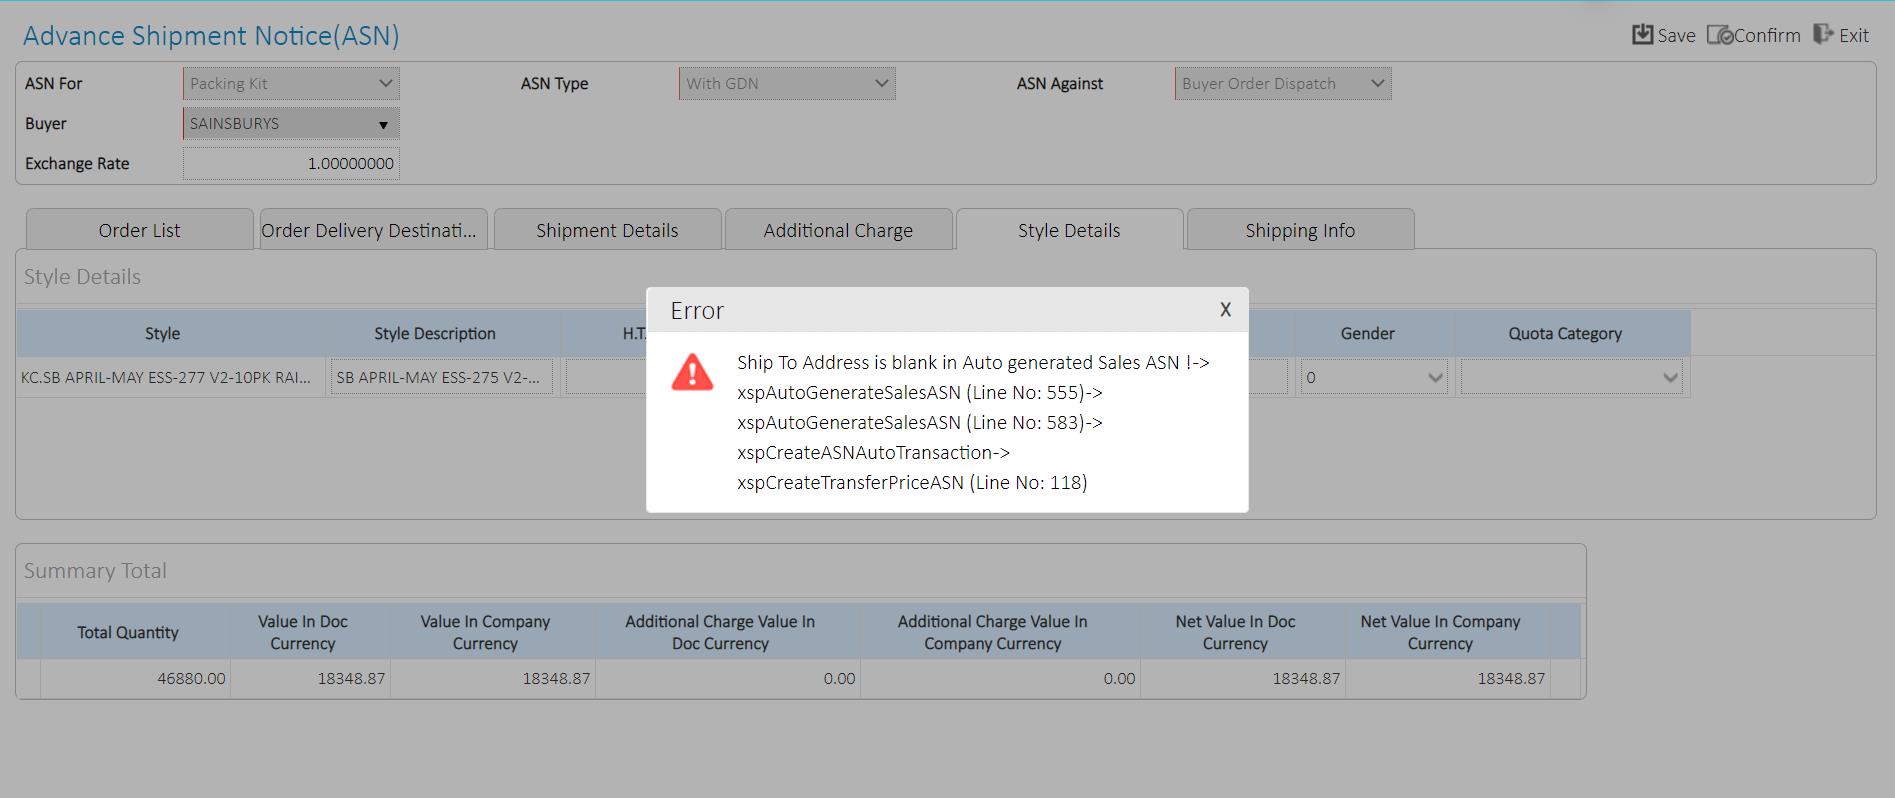 Advance Shipment Notice(ASN)
Save Confirm Exit
ASN For Packing Kit ASN Type With GDN ASN Against Buyer Order Dispatch
Buyer SAINSBURYS
Exchange Rate 1.00000000
Order List Order Delivery Destinati... Shipment Details Additional Charge Style Details Shipping Info
Style Details
Style Style Description H.T. Gender Quota Category
KC.SB APRIL-MAY ESS-277 V2-10PK RAI... SB APRIL-MAY ESS-275 V2-... 0
Error X
Ship To Address is blank in Auto generated Sales ASN !->
xspAutoGenerateSalesASN (Line No: 555)->
xspAutoGenerateSalesASN (Line No: 583)->
xspCreateASNAutoTransaction->
xspCreateTransferPriceASN (Line No: 118)
Summary Total
Total Quantity Value In Doc Currency Value In Company Currency Additional Charge Value In Doc Currency Additional Charge Value In Company Currency Net Value In Doc Currency Net Value In Company Currency
46880.00 18348.87 18348.87 0.00 0.00 18348.87 18348.87